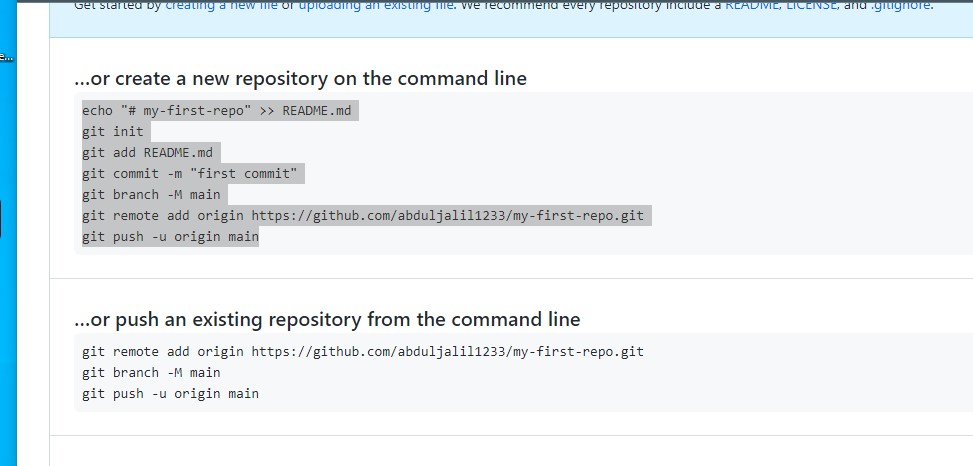 Get started by creating a new file or uploading an existing file. We recommend every repository include a README, LICENSE, and .gitignore.
e...
…or create a new repository on the command line
echo "# my-first-repo" >> README.md
git init
git add README.md
git commit -m "first commit"
git branch -M main
git remote add origin https://github.com/abduljalil1233/my-first-repo.git
git push -u origin main
…or push an existing repository from the command line
git remote add origin https://github.com/abduljalil1233/my-first-repo.git
git branch -M main
git push -u origin main